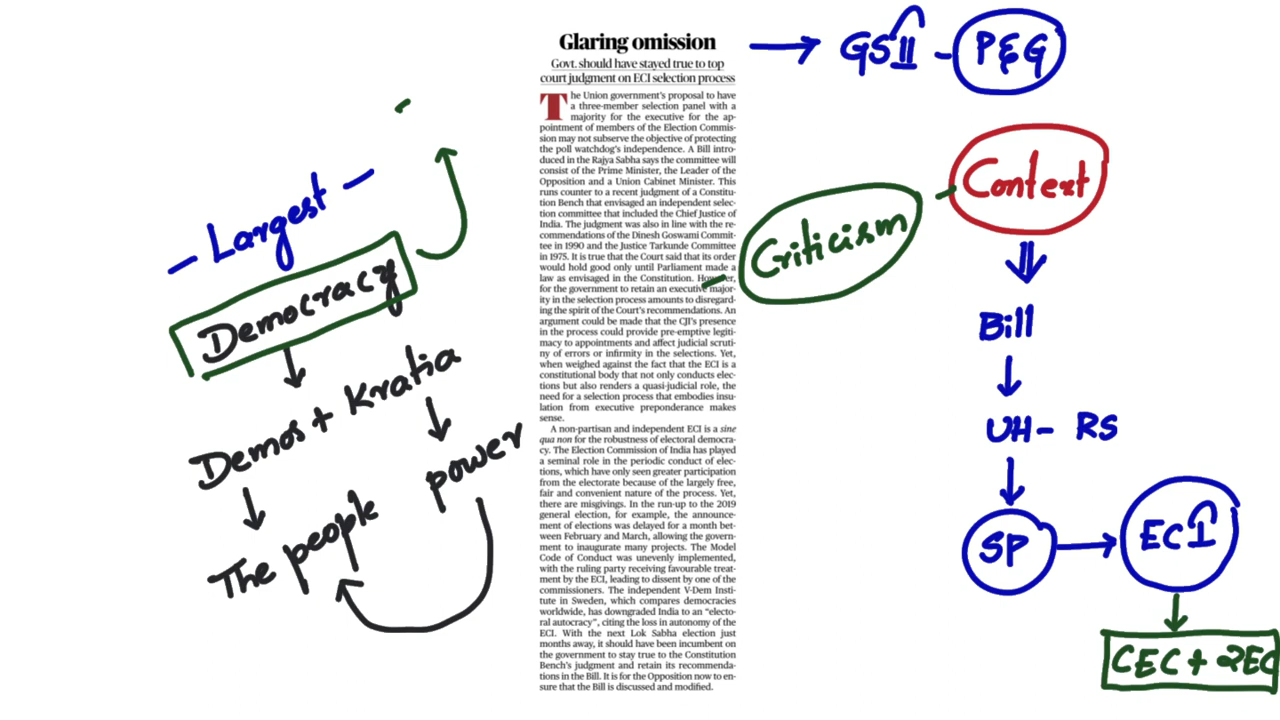 Glaring omission
Govt. should have stayed true to top
court judgment on ECI selection process
The Union government's proposal to have
a three-member selection panel with a
majority for the executive for the ap-
pointment of members of the Election Commis-
sion may not subserve the objective of protecting
the poll watchdog's independence. A Bill intro-
duced in the Rajya Sabha says the committee will
consist of the Prime Minister, the Leader of the
Opposition and a Union Cabinet Minister. This
runs counter to a recent judgment of a Constitu-
tion Bench that envisaged an independent selec-
tion committee that included the Chief Justice of
India. The judgment was also in line with the re-
commendations of the Dinesh Goswami Commit-
tee in 1990 and the Justice Tarkunde Committee
in 1975. It is true that the Court said that its order
would hold good only until Parliament made a
law as envisaged in the Constitution. However,
for the government to retain an executive major-
ity in the selection process amounts to disregard-
ing the spirit of the Court's recommendations. An
argument could be made that the CJI's presence
in the process could provide pre-emptive legiti-
macy to appointments and affect judicial scruti-
ny of errors or infirmity in the selections. Yet,
when weighed against the fact that the ECI is a
constitutional body that not only conducts elec-
tions but also renders a quasi-judicial role, the
need for a selection process that embodies insu-
lation from executive preponderance makes
sense.
A non-partisan and independent ECI is a sine
qua non for the robustness of electoral democra-
cy. The Election Commission of India has played
a seminal role in the periodic conduct of elec-
tions, which have only seen greater participation
from the electorate because of the largely free,
fair and convenient nature of the process. Yet,
there are misgivings. In the run-up to the 2019
general election, for example, the announce-
ment of elections was delayed for a month bet-
ween February and March, allowing the govern-
ment to inaugurate many projects. The Model
Code of Conduct was unevenly implemented,
with the ruling party receiving favourable treat-
ment by the ECI, leading to dissent by one of the
commissioners. The independent V-Dem Insti-
tute in Sweden, which compares democracies
worldwide, has downgraded India to an "electo-
ral autocracy", citing the loss in autonomy of the
ECI. With the next Lok Sabha election just
months away, it should have been incumbent on
the government to stay true to the Constitution
Bench's judgment and retain its recommenda-
tions in the Bill. It is for the Opposition now to en-
sure that the Bill is discussed and modified.
- Largest -
Democracy
Demos + Kratia
The people
power
GSII - P&G
Context
Criticism
Bill
UH - RS
SP
ECI
CEC + 2EC